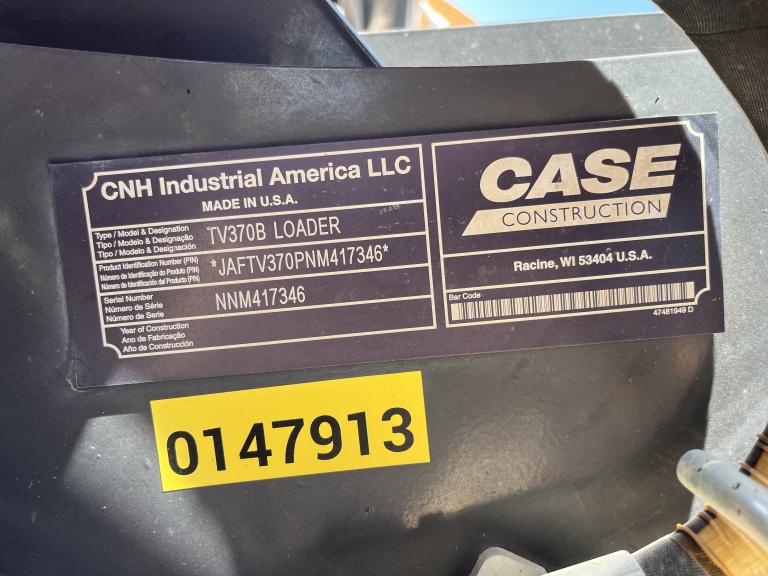 CNH Industrial America LLC
MADE IN U.S.A.
Type / Model & Designation
Tipo / Modelo & Designação
Tipo / Modelo & Designación
TV370B LOADER
Product Identification Number (PIN)
Número de Identificação do Produto (PIN)
Número de Identificación del Producto (PIN)
*JAFTV370PNM417346*
Serial Number
Número de Série
Número de Serie
NNM417346
Year of Construction
Ano de Fabricação
Año de Construcción
CASE
CONSTRUCTION
Racine, WI 53404 U.S.A.
Bar Code
47481949 D
0147913